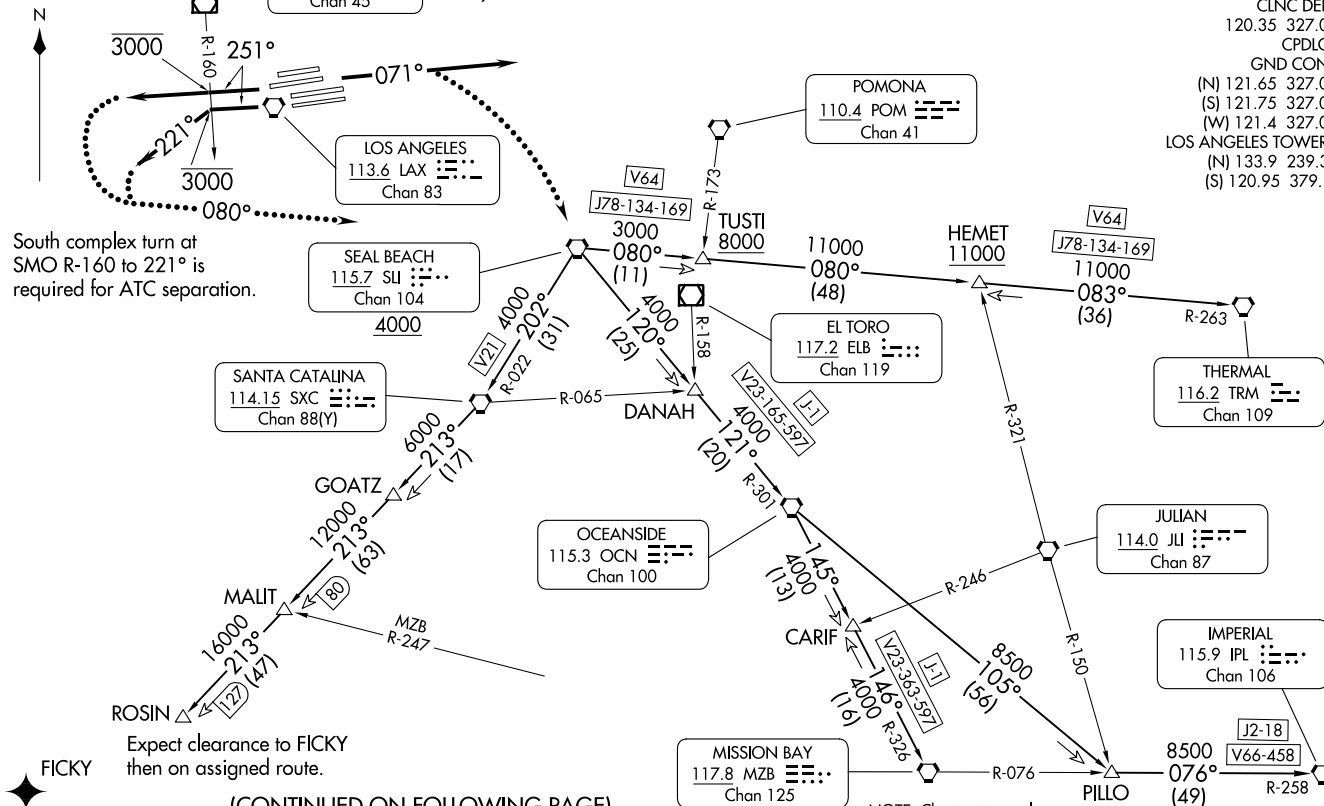 Chan 45
CLNC DEL
120.35 327.0
CPDLC
GND CON
(N) 121.65 327.0
(S) 121.75 327.0
(W) 121.4 327.0
LOS ANGELES TOWER
(N) 133.9 239.3
(S) 120.95 379.1
N
3000
R-160
251°
071°
221°
3000
080°
LOS ANGELES
113.6 LAX
Chan 83
POMONA
110.4 POM
Chan 41
South complex turn at
SMO R-160 to 221° is
required for ATC separation.
SEAL BEACH
115.7 SLI
Chan 104
4000
V64
J78-134-169
3000
080°
(11)
R-173
TUSTI
8000
11000
080°
(48)
HEMET
11000
V64
J78-134-169
11000
083°
(36)
R-263
THERMAL
116.2 TRM
Chan 109
EL TORO
117.2 ELB
Chan 119
R-158
4000
202°
(31)
V21
R-022
4000
120°
(25)
SANTA CATALINA
114.15 SXC
Chan 88(Y)
R-065
DANAH
V23-165-597
J-1
4000
121°
(20)
R-301
R-321
6000
213°
(17)
GOATZ
12000
213°
(63)
80
MALIT
MZB
R-247
16000
213°
(47)
127
ROSIN
OCEANSIDE
115.3 OCN
Chan 100
JULIAN
114.0 JLI
Chan 87
145°
4000
(13)
R-246
CARIF
V23-363-597
J-1
146°
4000
(16)
R-326
8500
105°
(56)
R-150
IMPERIAL
115.9 IPL
Chan 106
Expect clearance to FICKY
then on assigned route.
FICKY
MISSION BAY
117.8 MZB
Chan 125
R-076
PILLO
J2-18
V66-458
8500
076°
(49)
R-258
(CONTINUED ON FOLLOWING PAGE)